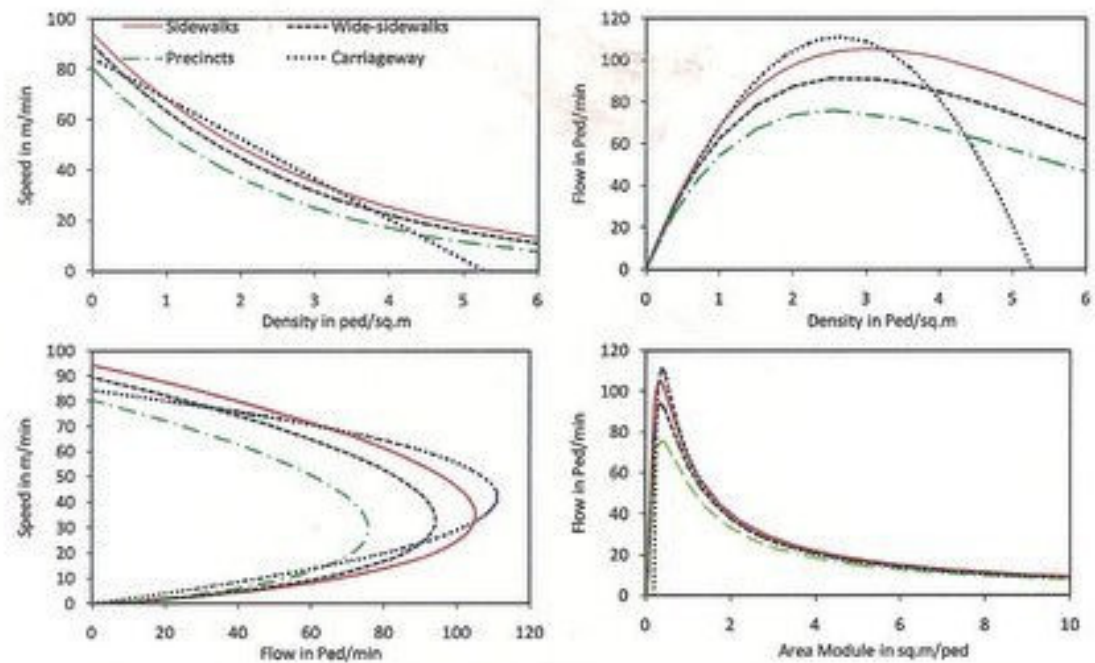 Sidewalks
Wide-sidewalks
Precincts
Carriageway
Speed in m/min
100
80
60
40
20
0
0 1 2 3 4 5 6
Density in ped/sq.m
Flow in Ped/min
120
100
80
60
40
20
0
0 1 2 3 4 5 6
Density in Ped/sq.m
Speed in m/min
100
90
80
70
60
50
40
30
20
10
0
0 20 40 60 80 100 120
Flow in Ped/min
Flow in Ped/min
120
100
80
60
40
20
0
0 2 4 6 8 10
Area Module in sq.m/ped